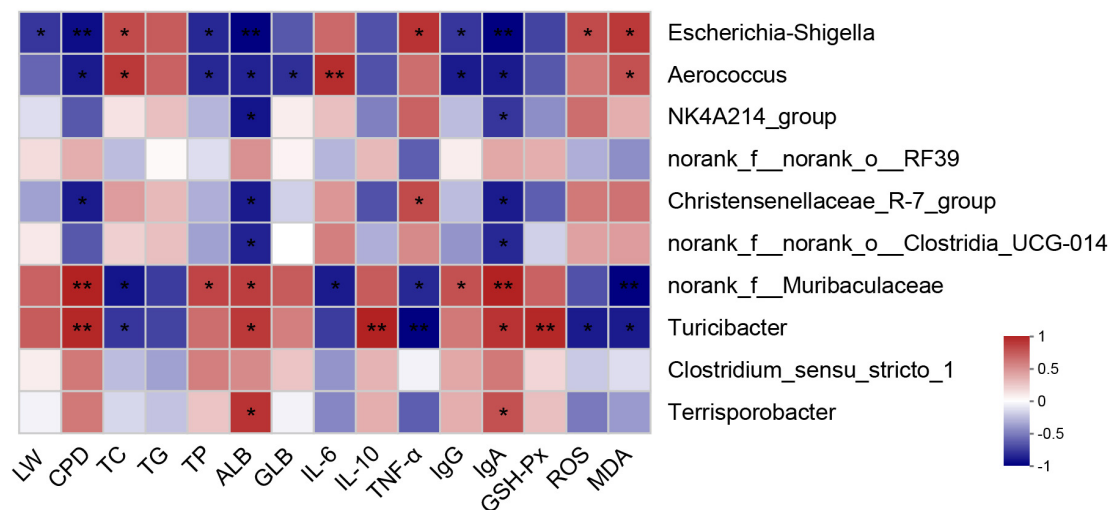 * ** * * ** * * ** * *
Escherichia-Shigella
* * * * * ** * * *
Aerococcus
* *
NK4A214_group
norank_f__norank_o__RF39
* * * *
Christensenellaceae_R-7_group
* *
norank_f__norank_o__Clostridia_UCG-014
** * * * * * * ** **
norank_f__Muribaculaceae
** * * ** ** * ** * *
Turicibacter
Clostridium_sensu_stricto_1
* *
Terrisporobacter
1
0.5
0
-0.5
-1
LW
CPD
TC
TG
TP
ALB
GLB
IL-6
IL-10
TNF-α
IgG
IgA
GSH-Px
ROS
MDA